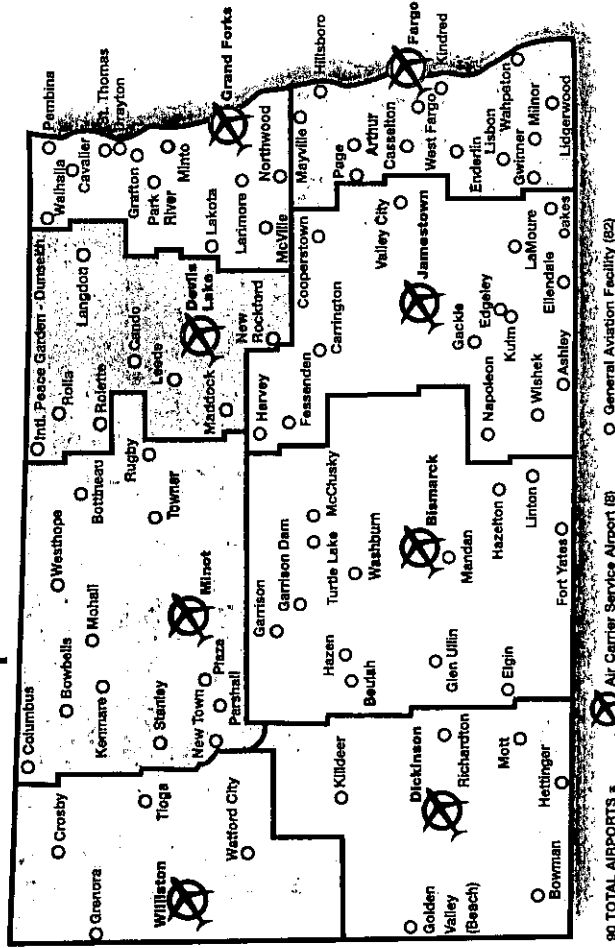 Columbus
Crosby
Grenora
Tioga
Williston
Watford City
Bowbells
Westhope
Mohall
Kenmare
Stanley
New Town
Plaza
Parshall
Minot
Bottineau
Rugby
Towner
Intl. Peace Garden - Dunseith
Rolla
Rolette
Langdon
Cando
Leeds
Devils
Lake
Maddock
New
Rockford
Pembina
Walhalla
Cavalier
St. Thomas
Drayton
Grafton
Park
River
Minto
Grand Forks
Lakota
Larimore
Northwood
McVille
Killdeer
Dickinson
Richardton
Golden
Valley
(Beach)
Mott
Hettinger
Bowman
Garrison
Garrison Dam
Turtle Lake
McClusky
Washburn
Hazen
Beulah
Bismarck
Mandan
Glen Ullin
Hazelton
Elgin
Linton
Fort Yates
Harvey
Fessenden
Carrington
Cooperstown
Valley City
Jamestown
Gackle
Edgeley
Kulm
Napoleon
Wishek
Ashley
LaMoure
Ellendale
Oakes
Hillsboro
Mayville
Page
Arthur
Casselton
West Fargo
Fargo
Kindred
Enderlin
Lisbon
Wahpeton
Gwinner
Milnor
Lidgerwood
90 TOTAL AIRPORTS =
Air Carrier Service Airport (8)
General Aviation Facility (82)